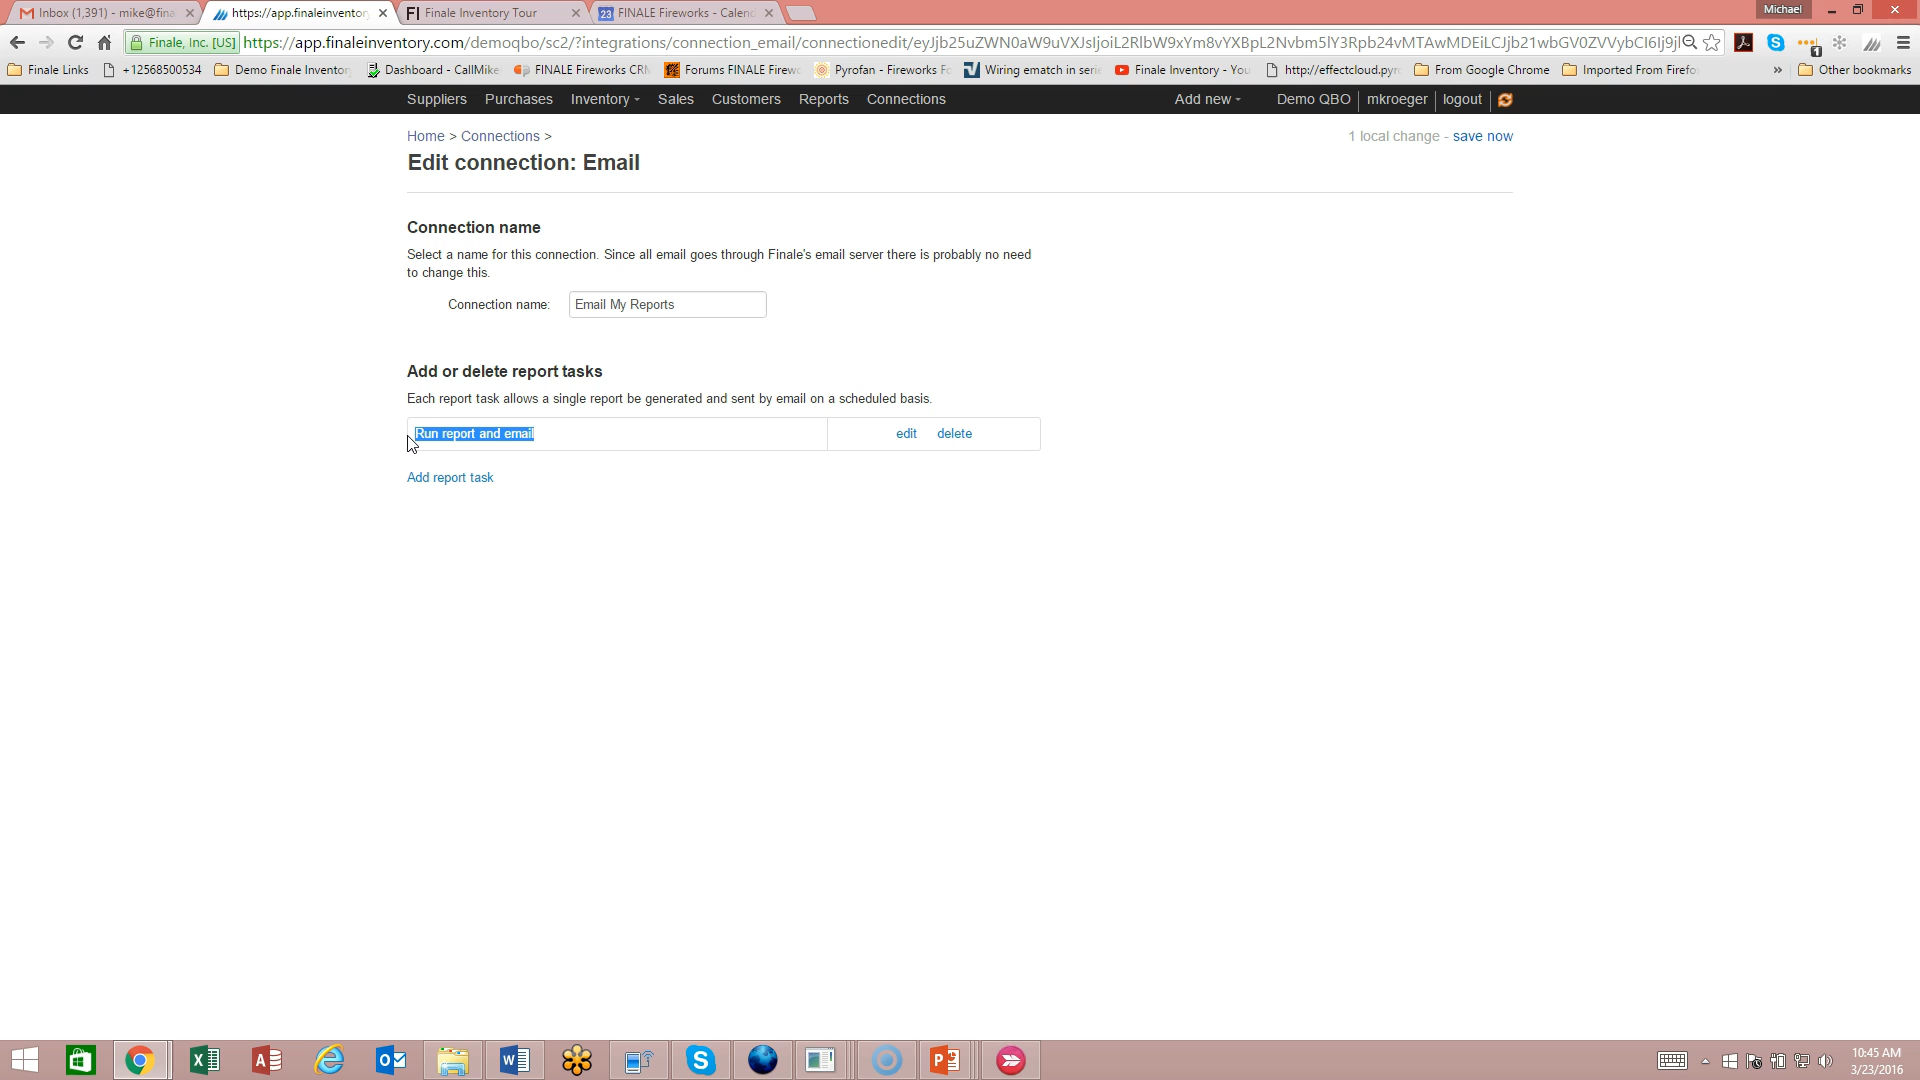 Inbox (1,391) - mike@fina
https://app.finaleinventory
Finale Inventory Tour
23 FINALE Fireworks - Calend
Michael
Finale, Inc. [US]
https://app.finaleinventory.com/demoqbo/sc2/?integrations/connection_email/connectionedit/
Finale Links
+12568500534
Demo Finale Inventor
Dashboard - CallMike
FINALE Fireworks CRM
Forums FINALE Firew
Pyrofan - Fireworks Fo
Wiring ematch in serie
Finale Inventory - You
http://effectcloud.pyr
From Google Chrome
Imported From Firefo
»
Other bookmarks
Suppliers Purchases Inventory Sales Customers Reports Connections
Add new
Demo QBO
mkroeger
logout
Home > Connections >
1 local change - save now
Edit connection: Email
Connection name
Select a name for this connection. Since all email goes through Finale's email server there is probably no need
to change this.
Connection name: Email My Reports
Add or delete report tasks
Each report task allows a single report be generated and sent by email on a scheduled basis.
Run report and email edit delete
Add report task
10:45 AM
3/23/2016